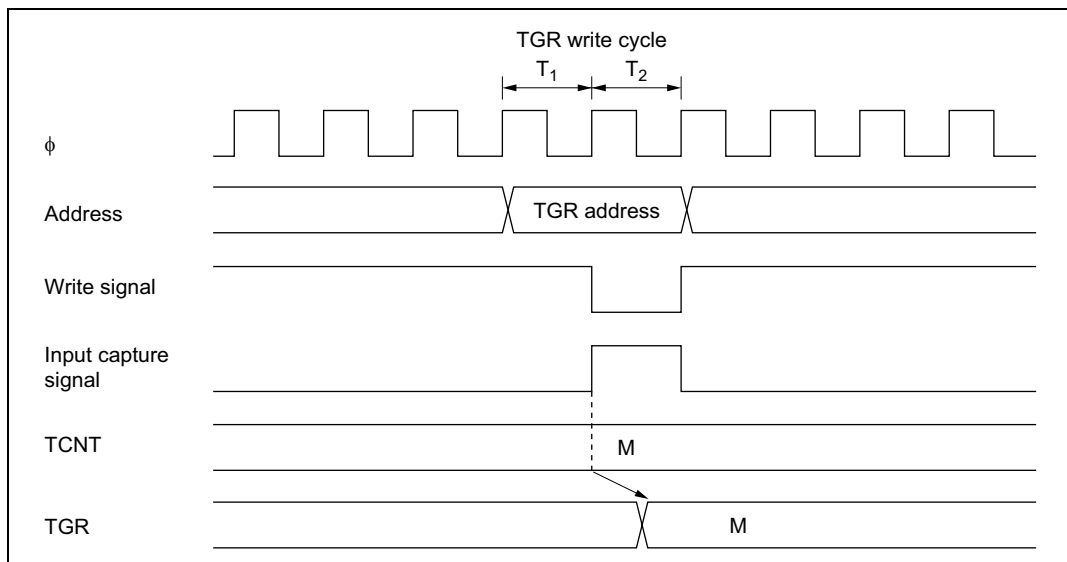 TGR write cycle
T₁ T₂
ϕ
Address TGR address
Write signal
Input capture
signal
TCNT M
TGR M